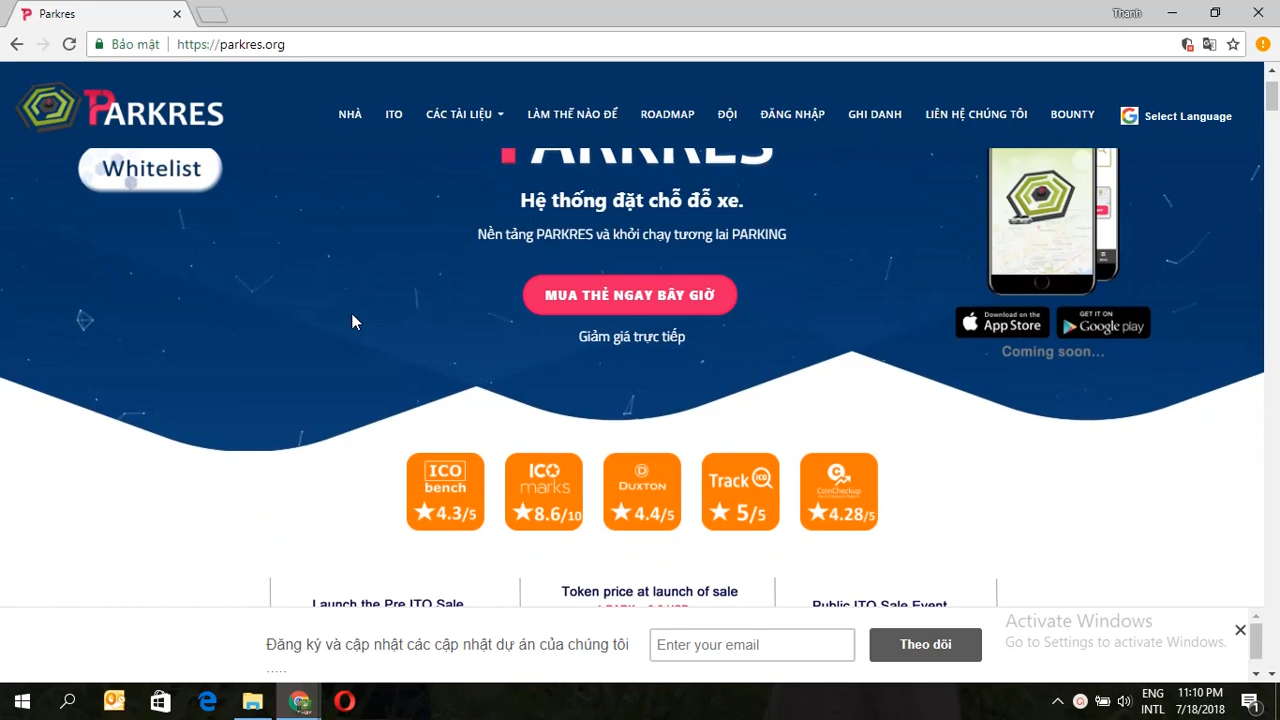 Parkres
Thanh
Bảo mật
https://parkres.org
PARKRES
NHÀ
ITO
CÁC TÀI LIỆU
LÀM THẾ NÀO ĐỂ
ROADMAP
ĐỘI
ĐĂNG NHẬP
GHI DANH
LIÊN HỆ CHÚNG TÔI
BOUNTY
Select Language
Whitelist
PARKRES
Hệ thống đặt chỗ đỗ xe.
Nền tảng PARKRES và khởi chạy tương lai PARKING
MUA THẺ NGAY BÂY GIỜ
Giảm giá trực tiếp
Download on the
App Store
GET IT ON
Google play
Coming soon...
ICO
bench
4.3/5
ICO
marks
8.6/10
DUXTON
4.4/5
Track ICO
5/5
CoinCheckup
4.28/5
Launch the Pre ITO Sale
Token price at launch of sale
Public ITO Sale Event
Đăng ký và cập nhật các cập nhật dự án của chúng tôi
.....
Enter your email
Theo dõi
Activate Windows
Go to Settings to activate Windows.
ENG
INTL
11:10 PM
7/18/2018
1